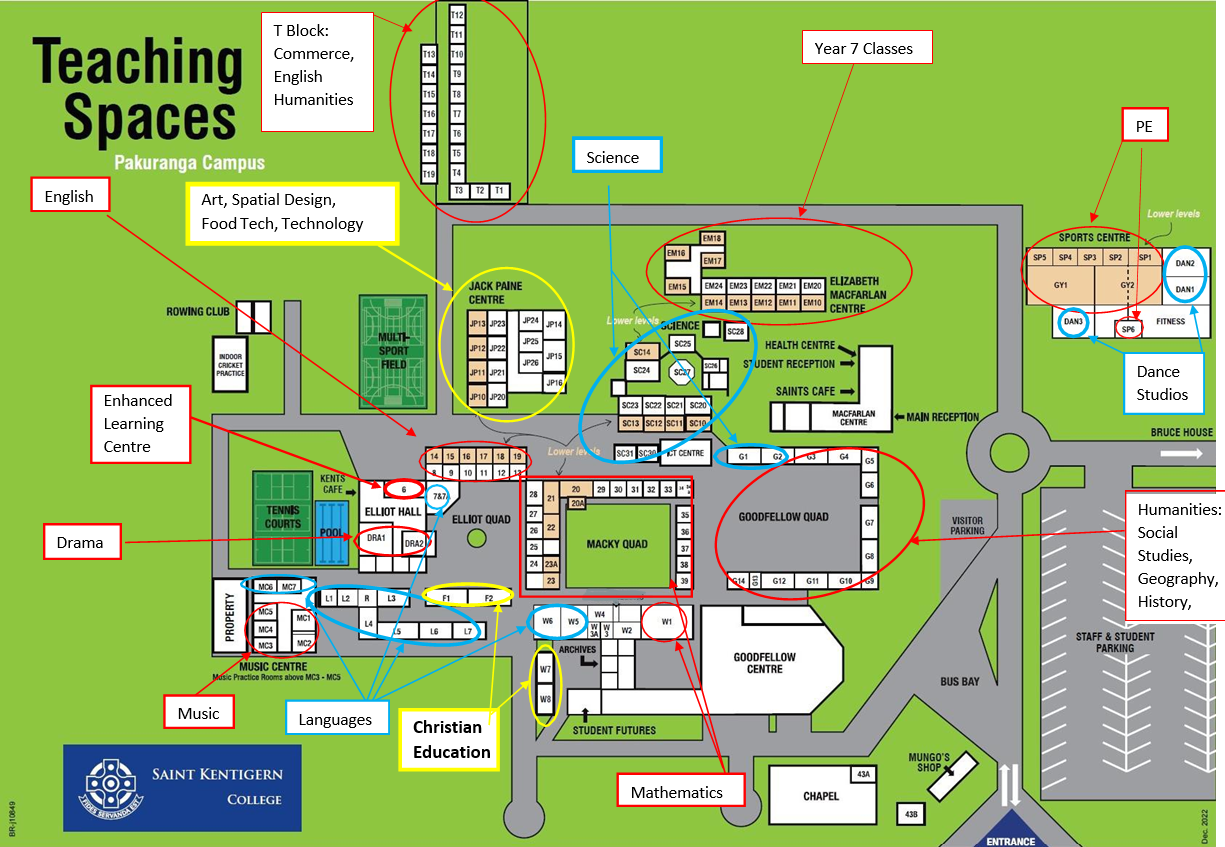 Teaching
Spaces
Pakuranga Campus
T Block:
Commerce,
English
Humanities
T12
T11
T10
T9
T8
T7
T6
T5
T4
T13
T14
T15
T16
T17
T18
T19
T3 T2 T1
Year 7 Classes
PE
Science
English
Art, Spatial Design,
Food Tech, Technology
Lower levels
SPORTS CENTRE
SP5 SP4 SP3 SP2 SP1
GY1 GY2
DAN2
DAN1
DAN3
SP6
FITNESS
Dance
Studios
EM18
EM16
EM17
EM15
EM24 EM23 EM22 EM21 EM20
EM14 EM13 EM12 EM11 EM10
ELIZABETH
MACFARLAN
CENTRE
JACK PAINE
CENTRE
JP13 JP23
JP12 JP22
JP11 JP21
JP10 JP20
JP24
JP25
JP26
JP14
JP15
JP16
ROWING CLUB
INDOOR
CRICKET
PRACTICE
MULTI-
SPORT
FIELD
Lower levels
SCIENCE
SC28
SC25
SC14
SC24
SC27
SC26
SC23 SC22 SC21 SC20
SC13 SC12 SC11 SC10
SC31 SC30
ICT CENTRE
HEALTH CENTRE
STUDENT RECEPTION
SAINTS CAFE
MACFARLAN
CENTRE
MAIN RECEPTION
BRUCE HOUSE
Enhanced
Learning
Centre
Lower levels
14 15 16 17 18 19
8 9 10 11 12 13
KENTS
CAFE
6
7&7A
ELLIOT HALL
ELLIOT QUAD
TENNIS
COURTS
POOL
DRA1
DRA2
Drama
28
27
26
25
24
21
22
23A
23
20
20A
29 30 31 32 33
35
36
37
38
39
MACKY QUAD
G1 G2 G3 G4
G5
G6
G7
G8
G9
G14 G13 G12 G11 G10
GOODFELLOW QUAD
VISITOR
PARKING
Humanities:
Social
Studies,
Geography,
History,
STAFF & STUDENT
PARKING
PROPERTY
MC6 MC7
MC5
MC4
MC3
MC1
MC2
MUSIC CENTRE
Music Practice Rooms above MC3 - MC5
L1 L2 R L3
L4
L5 L6 L7
F1 F2
W6 W5
W4
W
3A
W
3
W2
W1
W7
W8
ARCHIVES
STUDENT FUTURES
GOODFELLOW
CENTRE
BUS BAY
Music
Languages
Christian
Education
Mathematics
MUNGO'S
SHOP
CHAPEL
43A
43B
ENTRANCE
SAINT KENTIGERN
COLLEGE
FIDES SERVANDA EST
BR-j10849
Dec. 2022